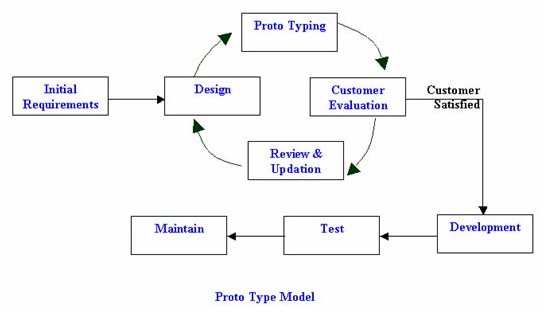 Proto Typing
Initial
Requirements
Design
Customer
Evaluation
Customer
Satisfied
Review &
Updation
Maintain
Test
Development
Proto Type Model